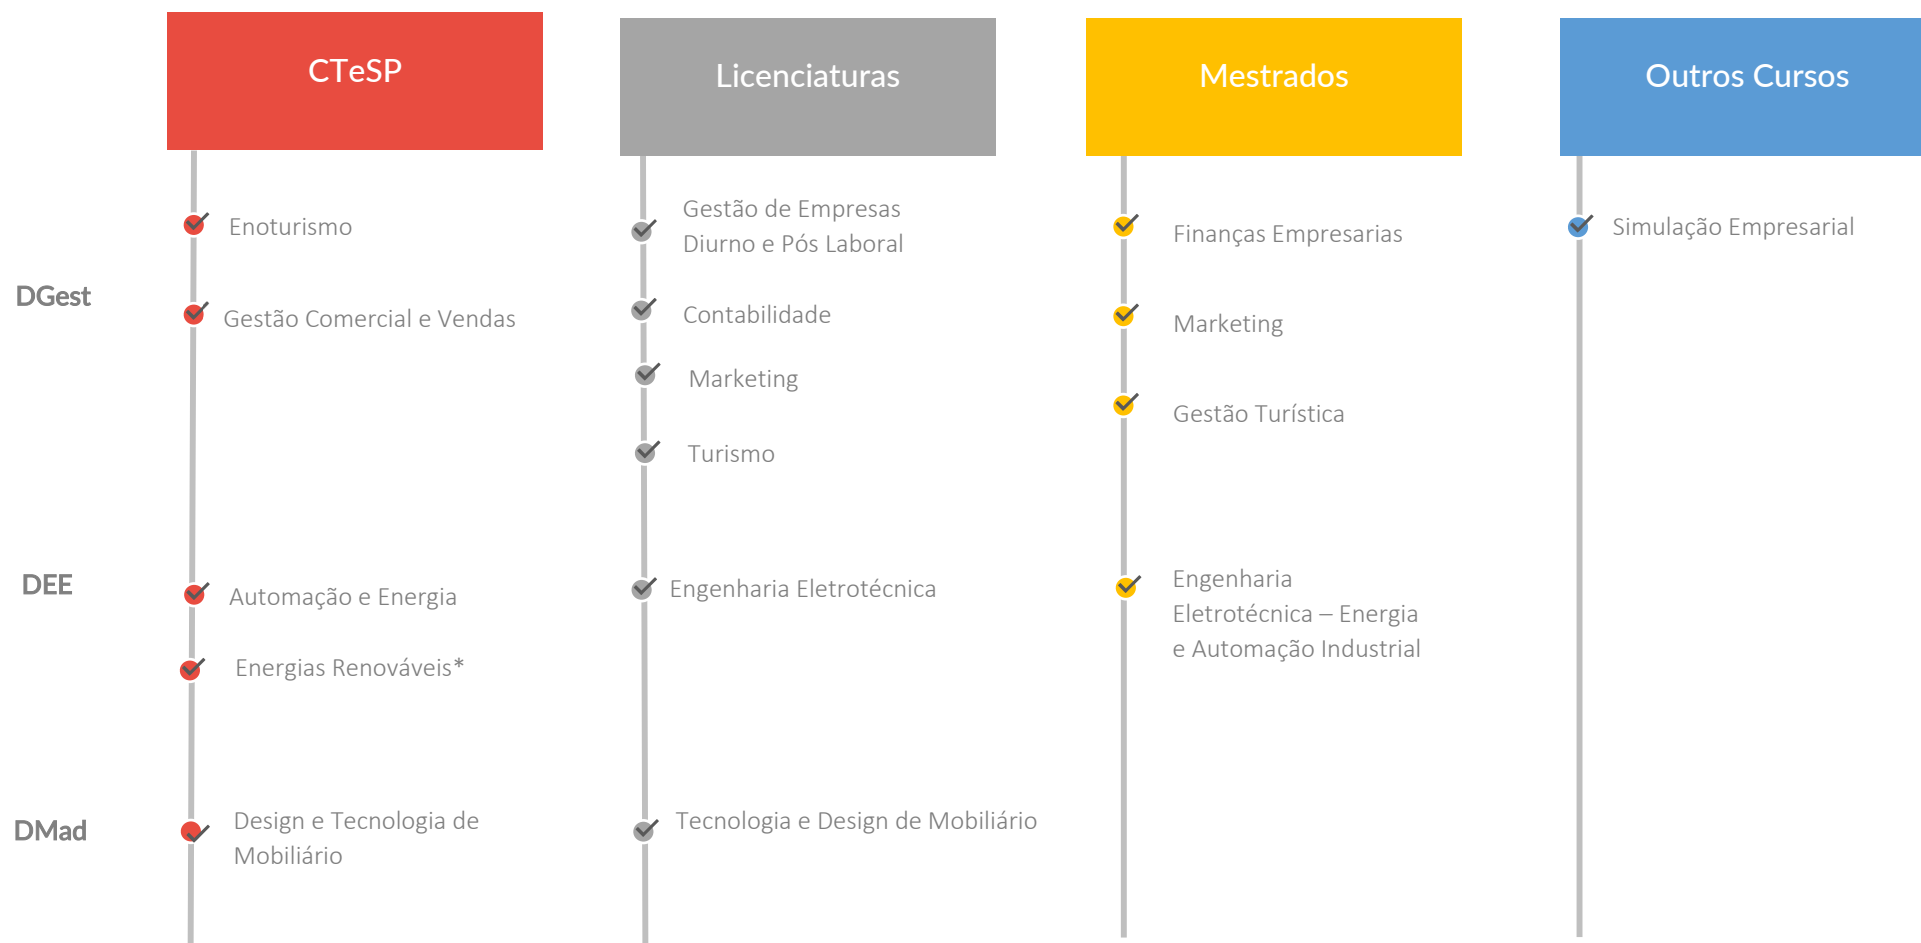 CTeSP
Licenciaturas
Mestrados
Outros Cursos
DGest
Enoturismo
Gestão Comercial e Vendas
Gestão de Empresas
Diurno e Pós Laboral
Contabilidade
Marketing
Turismo
Finanças Empresarias
Marketing
Gestão Turística
Simulação Empresarial
DEE
Automação e Energia
Energias Renováveis*
Engenharia Eletrotécnica
Engenharia
Eletrotécnica – Energia
e Automação Industrial
DMad
Design e Tecnologia de
Mobiliário
Tecnologia e Design de Mobiliário